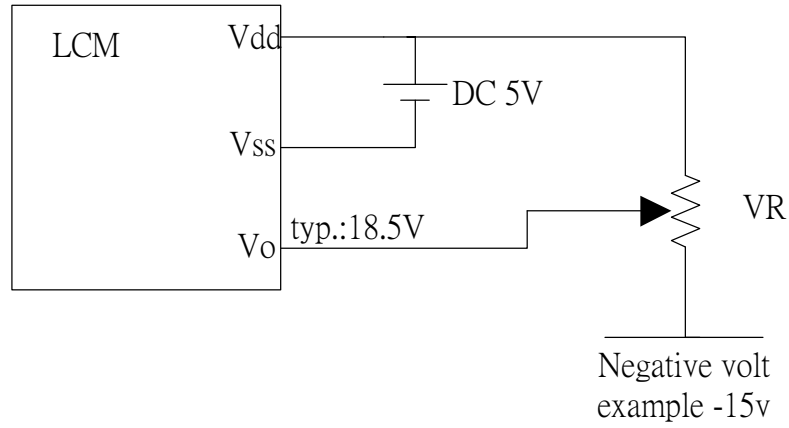 LCM
Vdd
DC 5V
Vss
VR
typ.:18.5V
Vo
Negative volt
example -15v